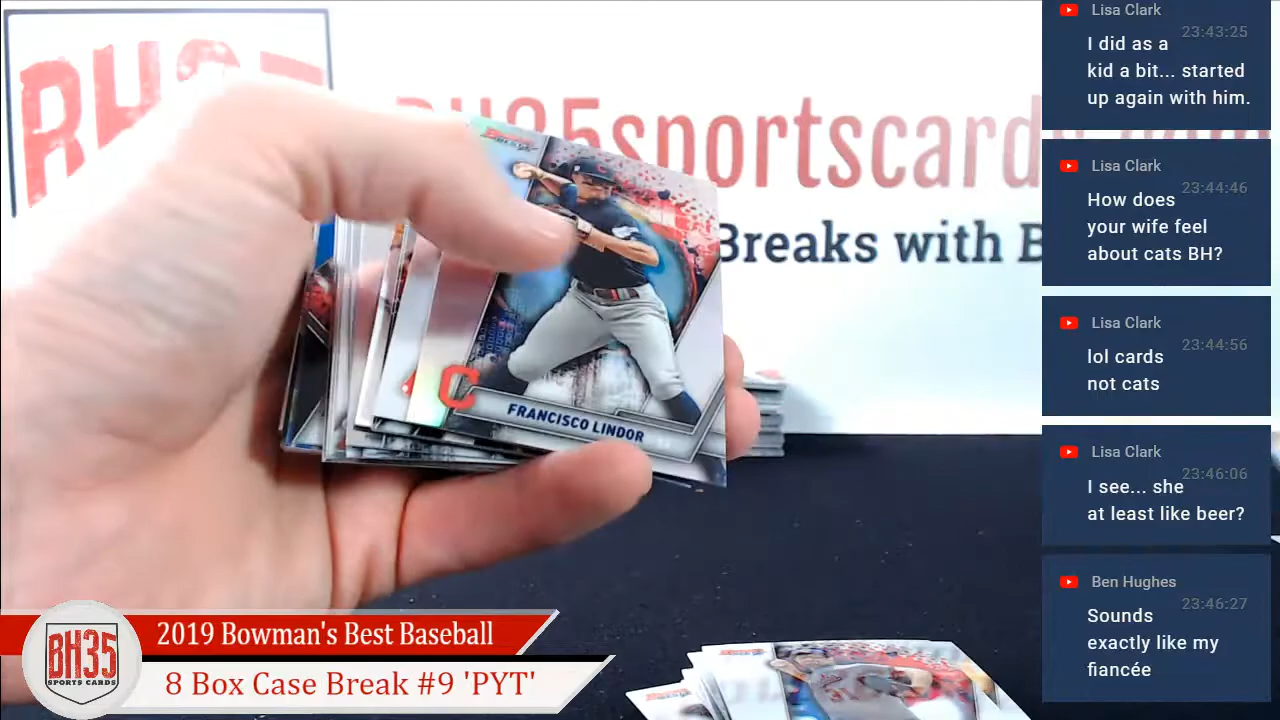 BH35
BH35sportscards
Breaks with B
FRANCISCO LINDOR
Lisa Clark
23:43:25
I did as a
kid a bit... started
up again with him.
Lisa Clark
23:44:46
How does
your wife feel
about cats BH?
Lisa Clark
23:44:56
lol cards
not cats
Lisa Clark
23:46:06
I see... she
at least like beer?
Ben Hughes
23:46:27
Sounds
exactly like my
fiancée
BH35
SPORTS CARDS
2019 Bowman's Best Baseball
8 Box Case Break #9 'PYT'